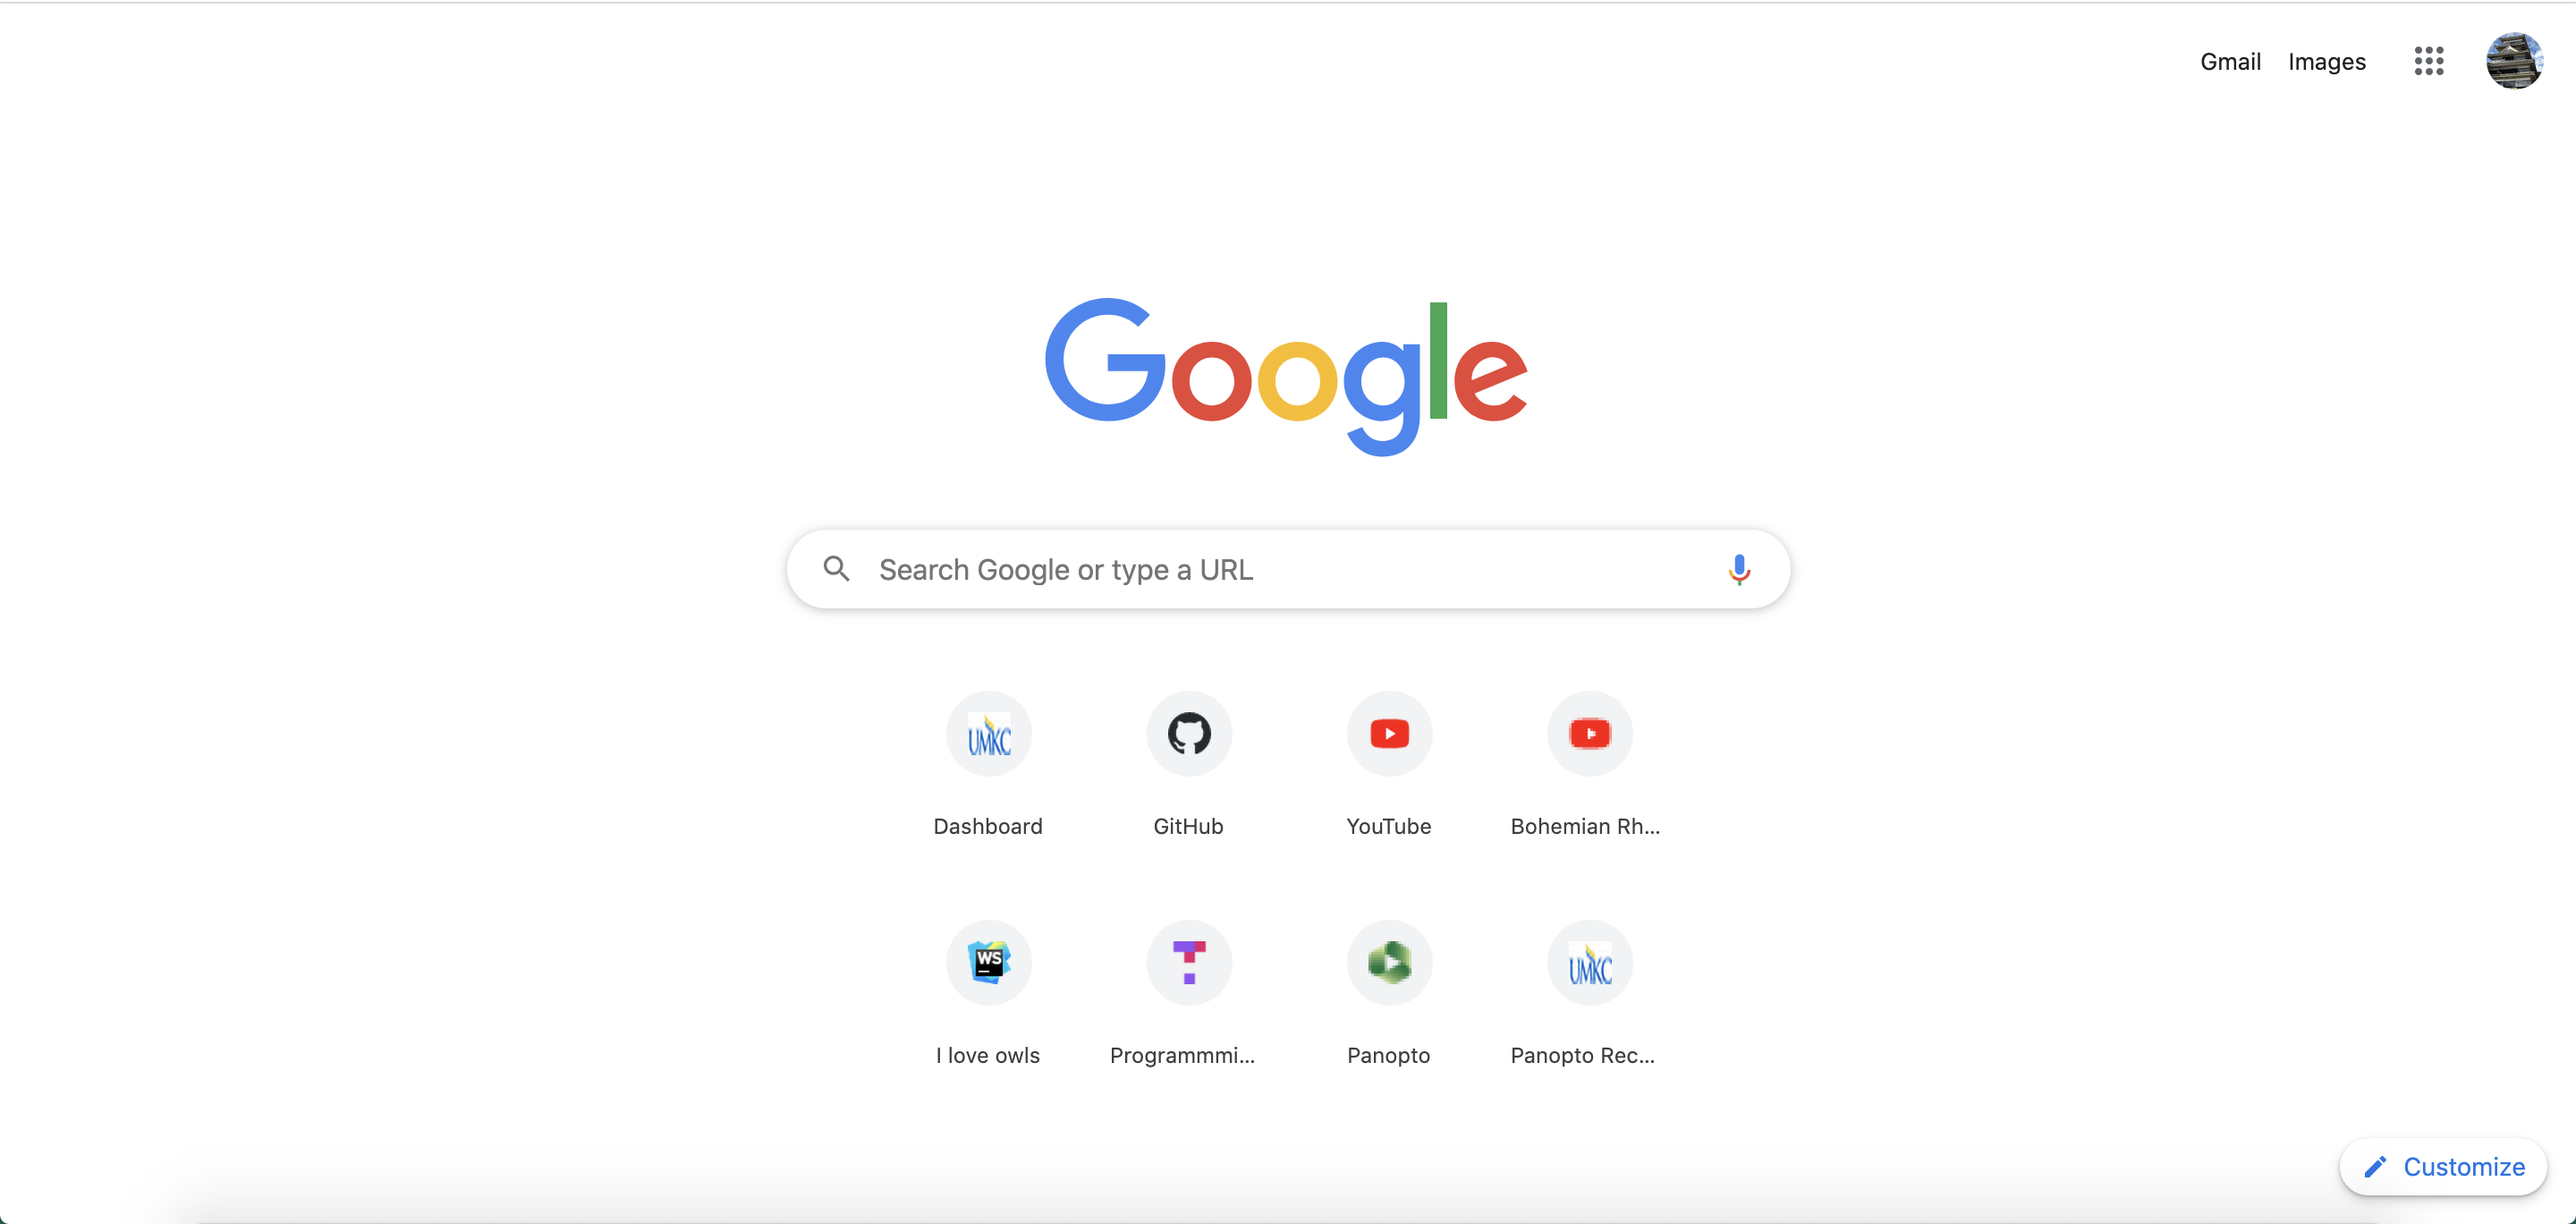 Gmail Images
Google
Search Google or type a URL
UMKC
Dashboard GitHub YouTube Bohemian Rh...
WS T UMKC
I love owls Programmmi... Panopto Panopto Rec...
Customize